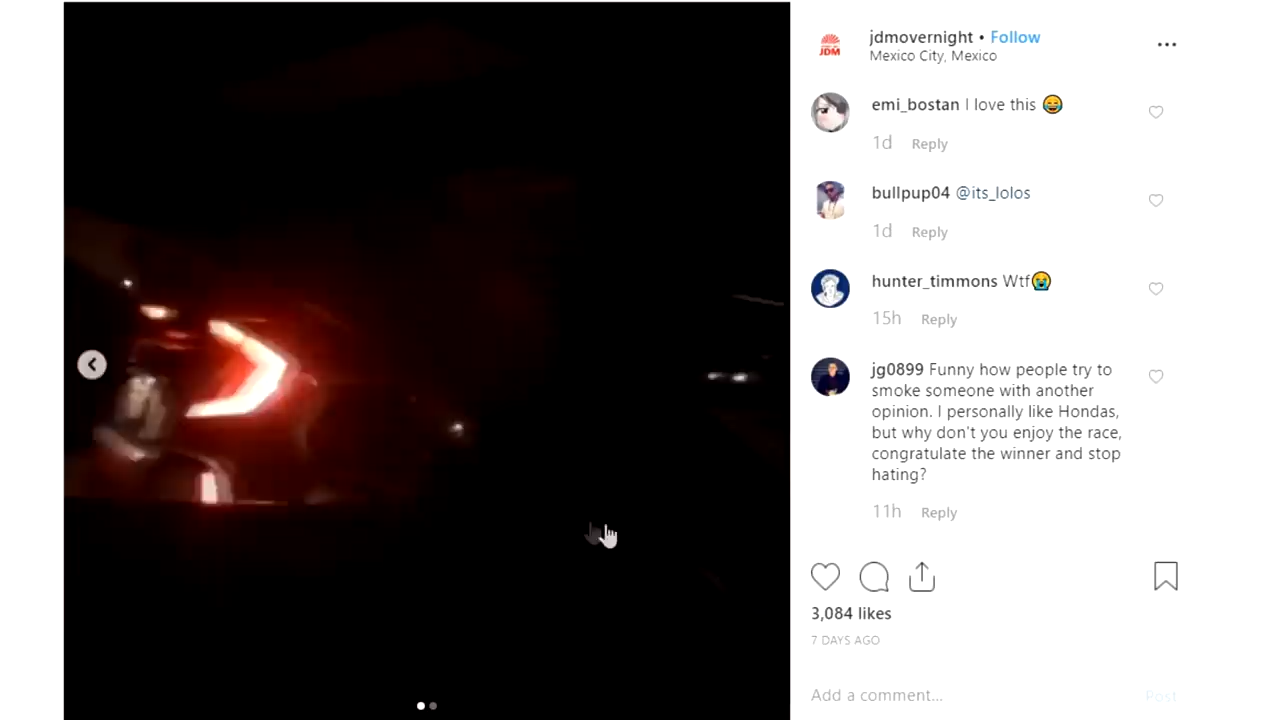 jdmovernight • Follow
Mexico City, Mexico
JDM
emi_bostan I love this 😂
1d Reply
bullpup04 @its_lolos
1d Reply
hunter_timmons Wtf😭
15h Reply
jg0899 Funny how people try to
smoke someone with another
opinion. I personally like Hondas,
but why don't you enjoy the race,
congratulate the winner and stop
hating?
11h Reply
3,084 likes
7 DAYS AGO
Add a comment... Post